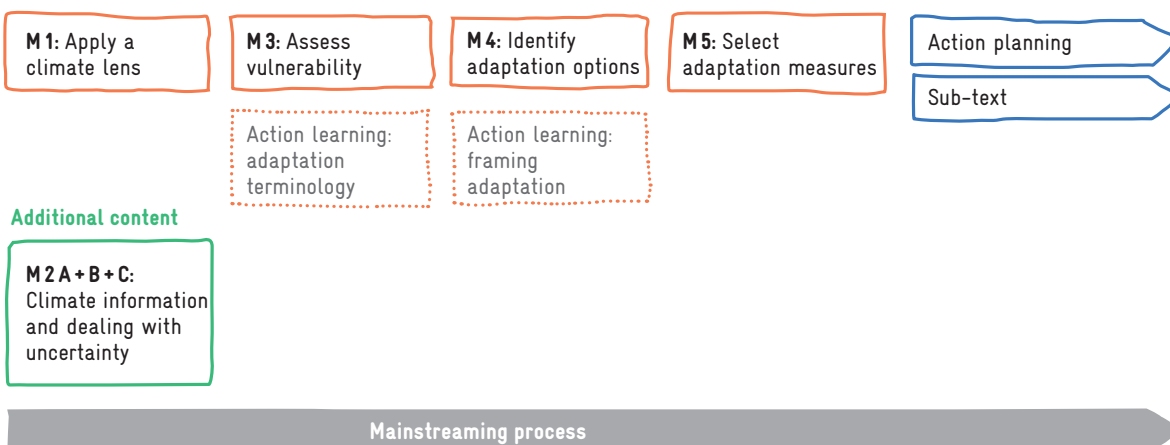 M 1: Apply a
climate lens
M 3: Assess
vulnerability
M 4: Identify
adaptation options
M 5: Select
adaptation measures
Action planning
Sub-text
Action learning:
adaptation
terminology
Action learning:
framing
adaptation
Additional content
M 2 A + B + C:
Climate information
and dealing with
uncertainty
Mainstreaming process